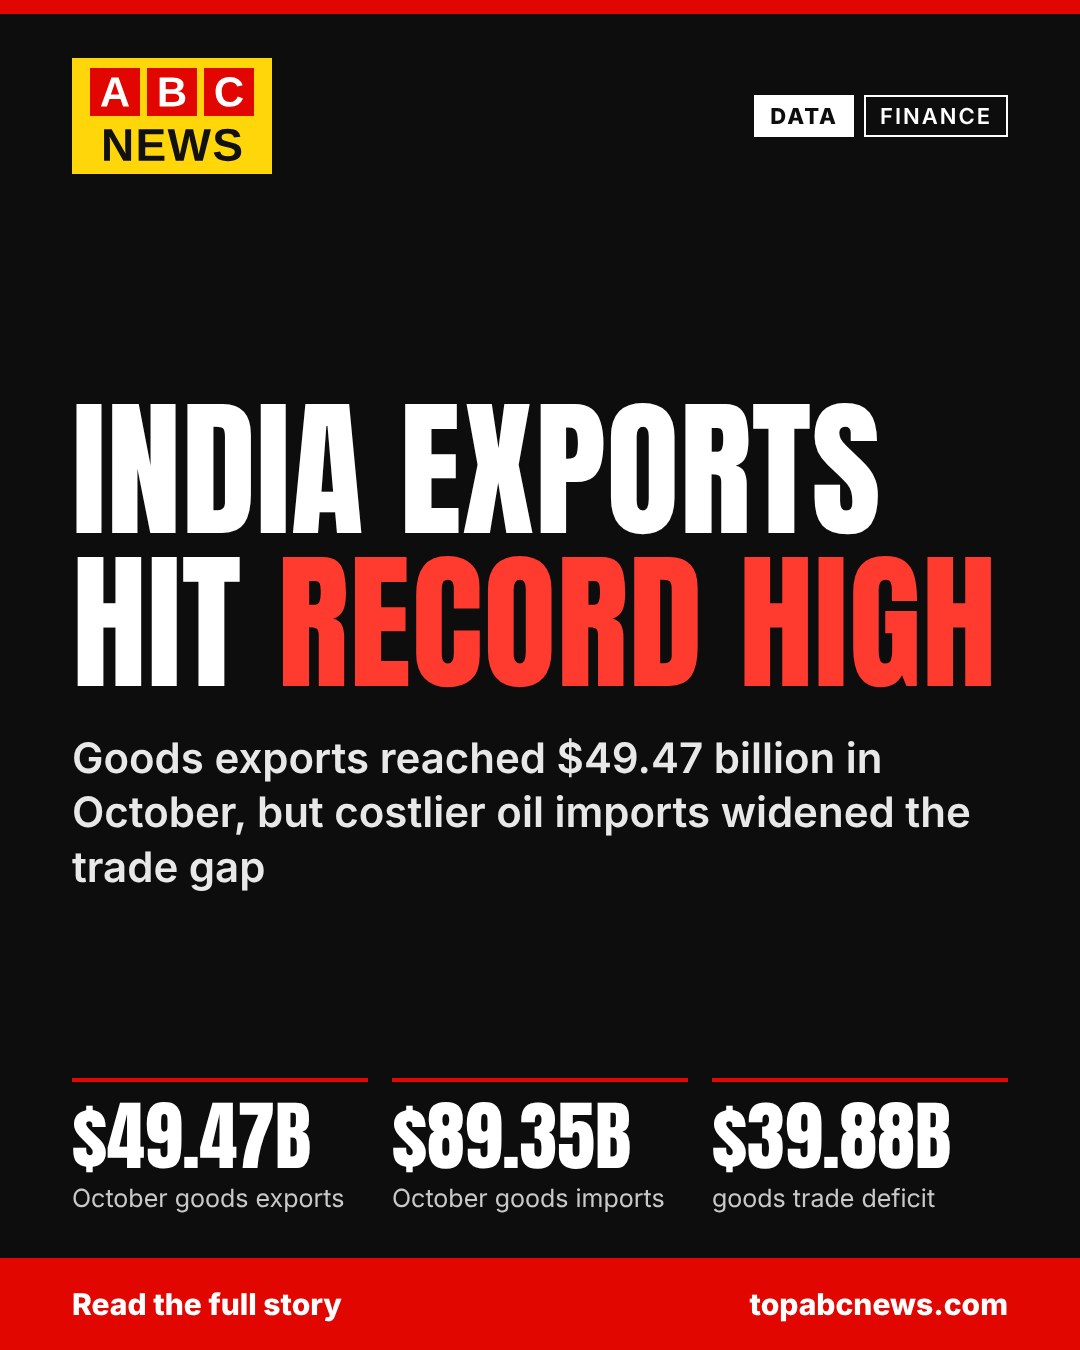 ABC
NEWS
DATA
FINANCE
INDIA EXPORTS
HIT RECORD HIGH
Goods exports reached $49.47 billion in
October, but costlier oil imports widened the
trade gap
$49.47B
October goods exports
$89.35B
October goods imports
$39.88B
goods trade deficit
Read the full story
topabcnews.com